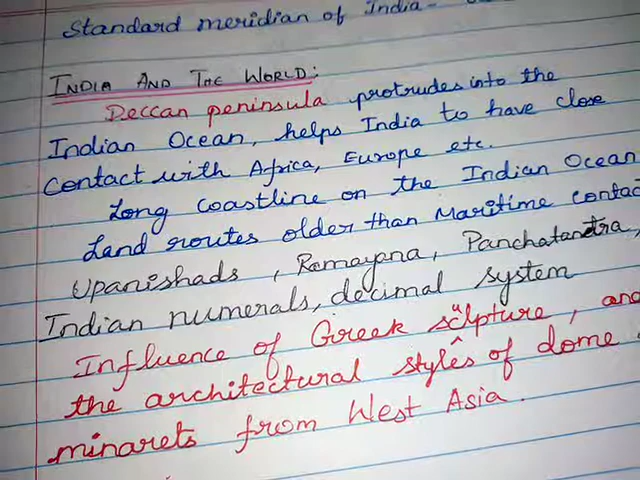 Standard meridian of India -
INDIA AND THE WORLD:
Deccan peninsula protrudes into the
Indian Ocean, helps India to have close
contact with Africa, Europe etc.
Long coastline on the Indian Ocean
Land routes older than Maritime contac
Upanishads, Ramayana, Panchatandra,
Indian numerals, decimal system
Influence of Greek sculpture, and
the architectural styles of dome
minarets from West Asia.